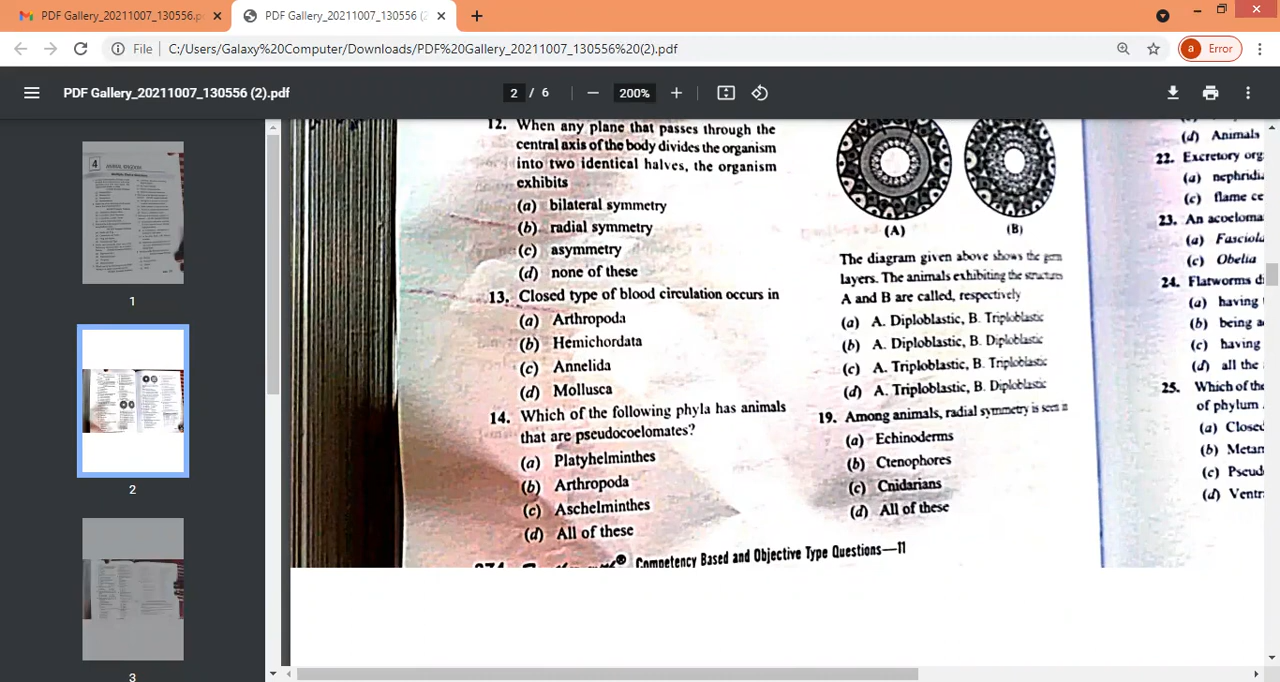 PDF Gallery_20211007_130556.p
PDF Gallery_20211007_130556 (2
File
C:/Users/Galaxy%20Computer/Downloads/PDF%20Gallery_20211007_130556%20(2).pdf
a Error
PDF Gallery_20211007_130556 (2).pdf
2 / 6
200%
1
2
3
12. When any plane that passes through the
central axis of the body divides the organism
into two identical halves, the organism
exhibits
(a) bilateral symmetry
(b) radial symmetry
(c) asymmetry
(d) none of these
13. Closed type of blood circulation occurs in
(a) Arthropoda
(b) Hemichordata
(c) Annelida
(d) Mollusca
14. Which of the following phyla has animals
that are pseudocoelomates?
(a) Platyhelminthes
(b) Arthropoda
(c) Aschelminthes
(d) All of these
Competency Based and Objective Type Questions—11
(A)
(B)
The diagram given above shows the germ
layers. The animals exhibiting the structures
A and B are called, respectively
(a) A. Diploblastic, B. Triploblastic
(b) A. Diploblastic, B. Diploblastic
(c) A. Triploblastic, B. Triploblastic
(d) A. Triploblastic, B. Diploblastic
19. Among animals, radial symmetry is seen in
(a) Echinoderms
(b) Ctenophores
(c) Cnidarians
(d) All of these
(d) Animals
22. Excretory org
(a) nephridi
(c) flame ce
23. An acoeloma
(a) Fasciola
(c) Obelia
24. Flatworms di
(a) having
(b) being a
(c) having
(d) all the
25. Which of the
of phylum
(a) Closed
(b) Metam
(c) Pseud
(d) Ventr